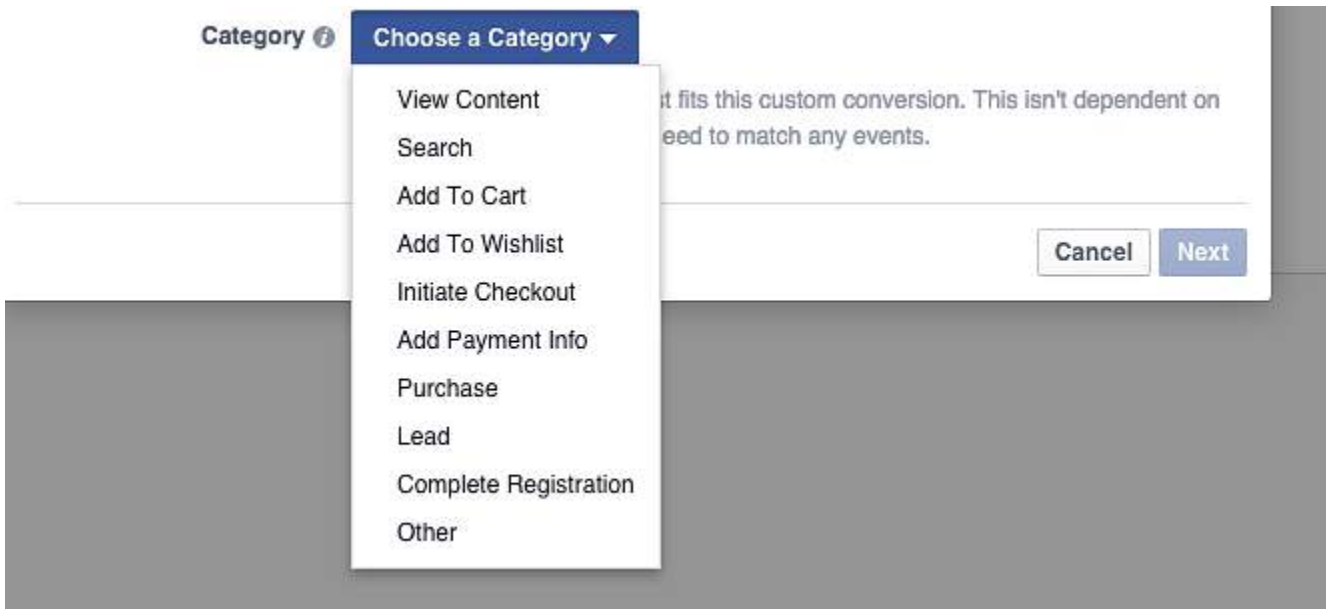 Category Choose a Category
View Content
fits this custom conversion. This isn't dependent on
to match any events.
Search
Add To Cart
Add To Wishlist
Cancel Next
Initiate Checkout
Add Payment Info
Purchase
Lead
Complete Registration
Other